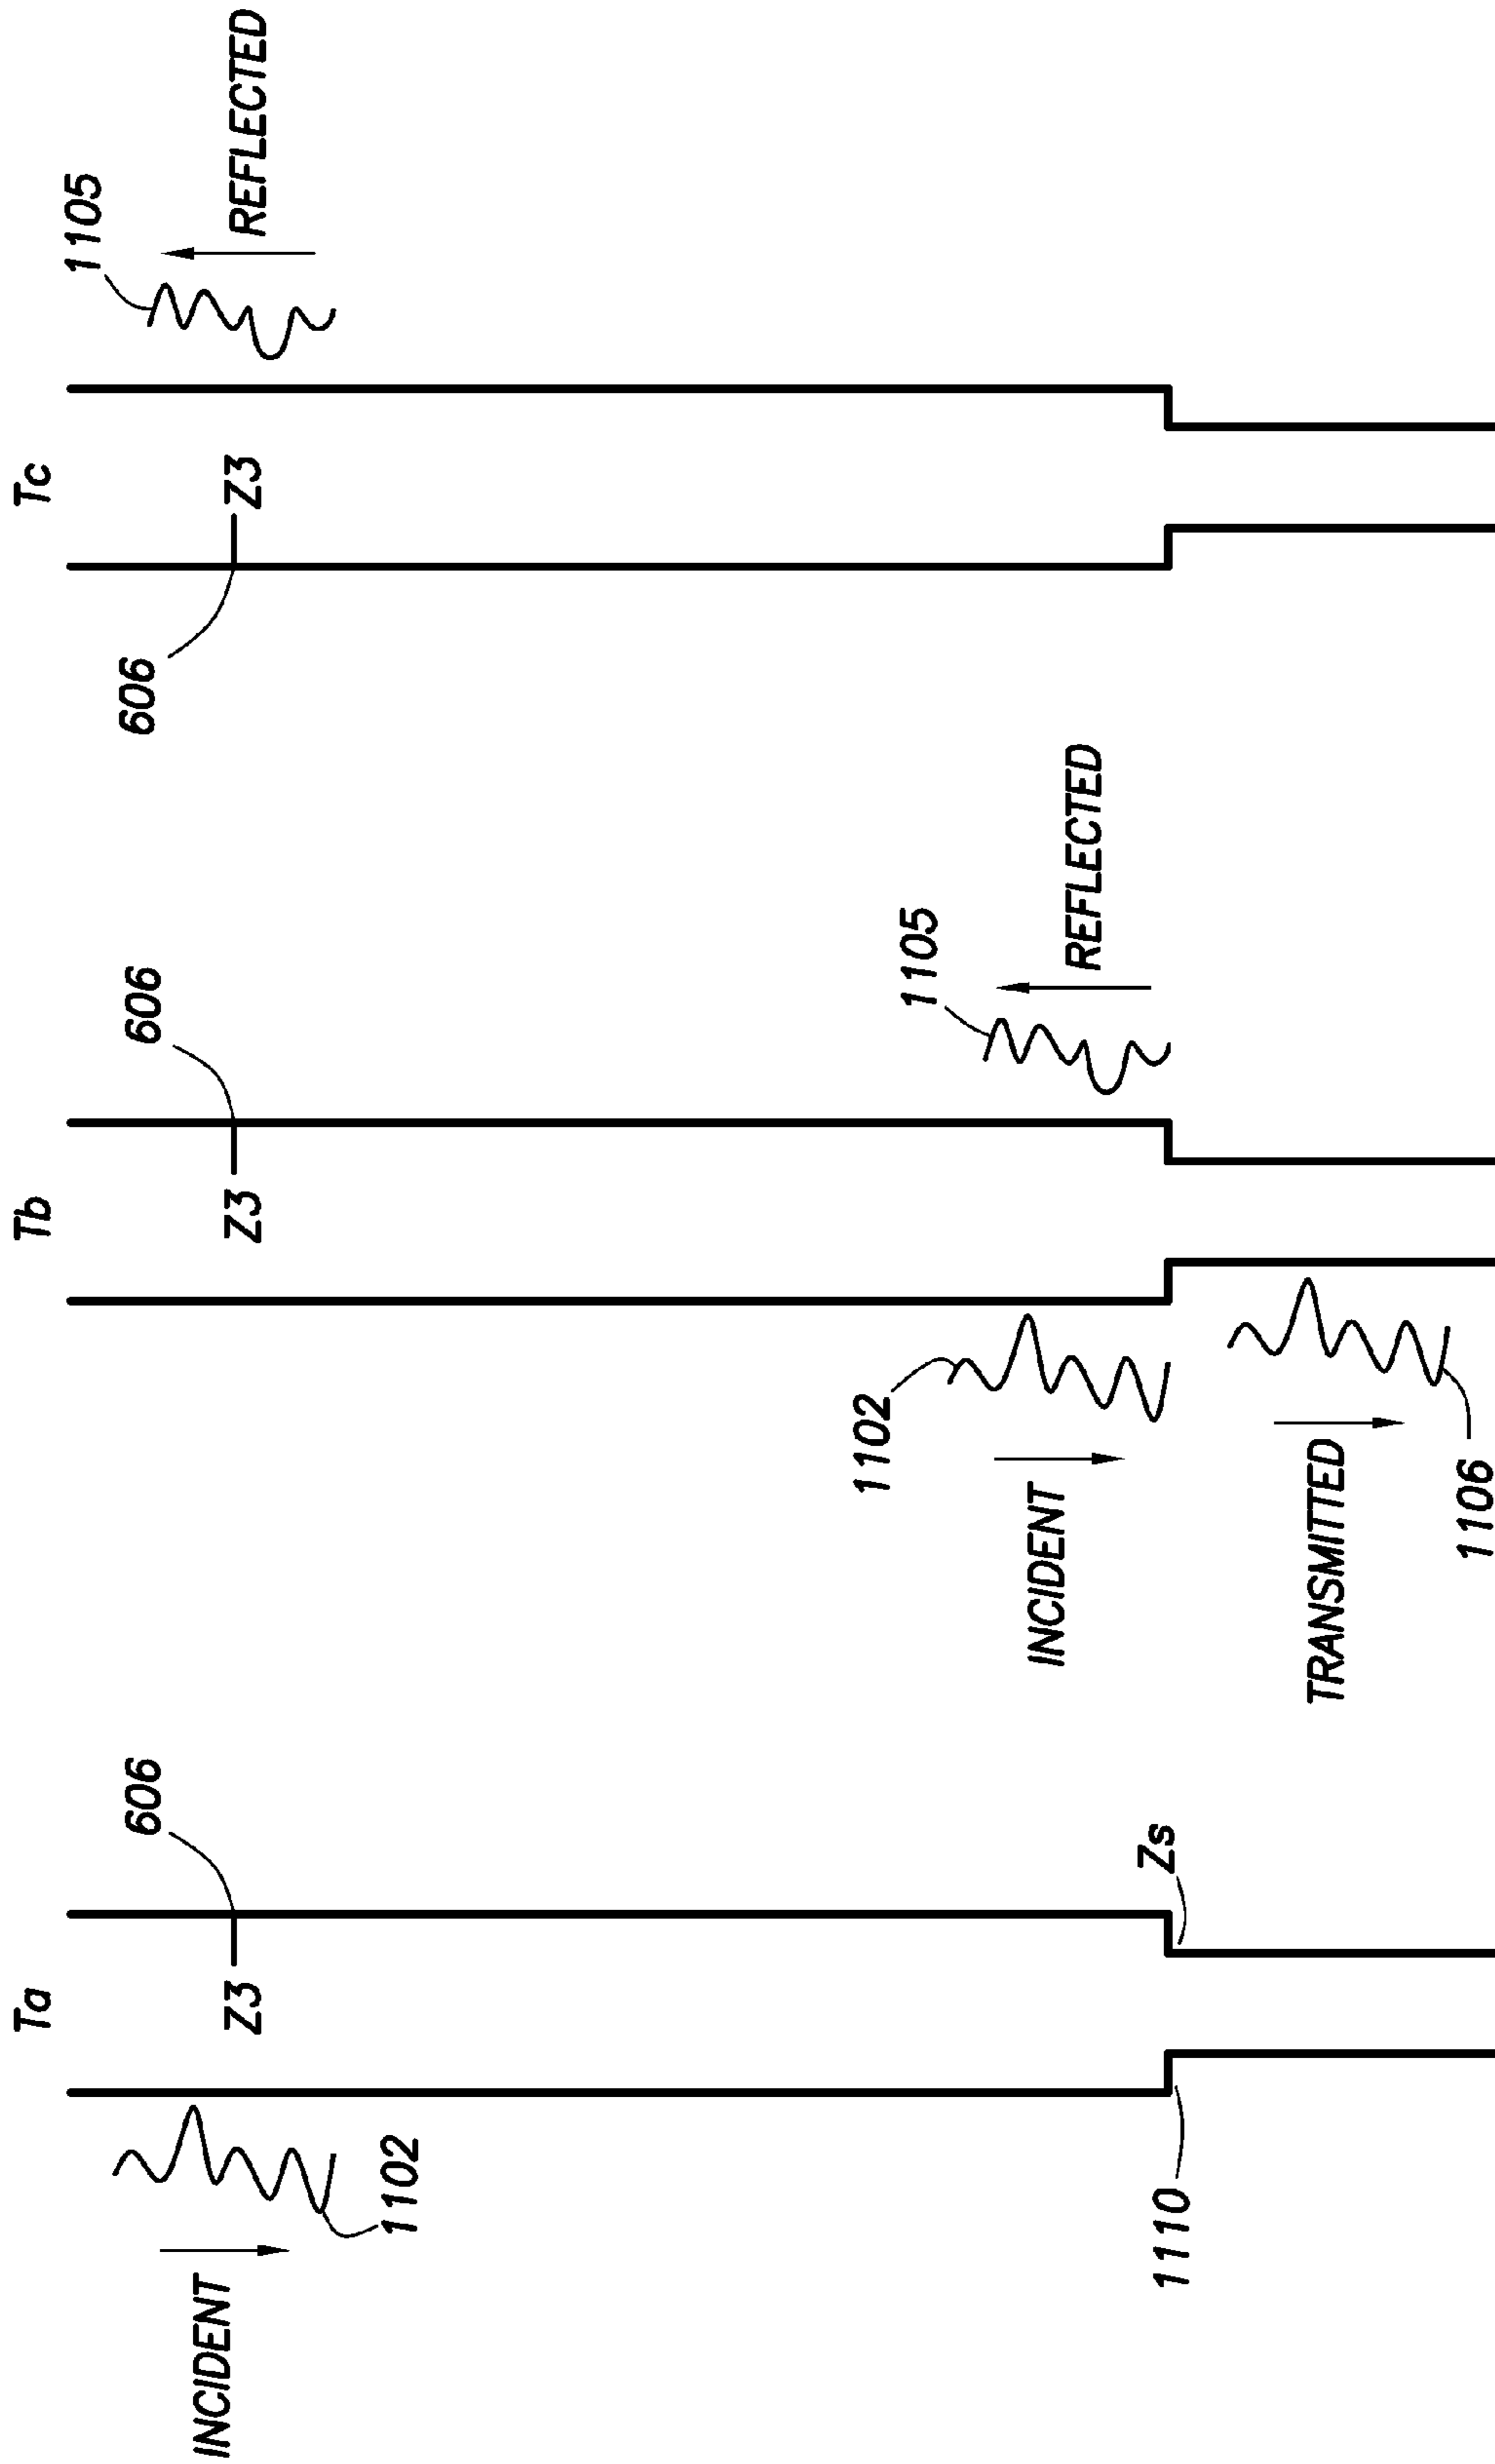 Ta
606
INCIDENT
Z3
1102
Zs
1110
Tb
606
Z3
1102
1105
INCIDENT
REFLECTED
TRANSMITTED
1106
Tc
1105
606
Z3
REFLECTED